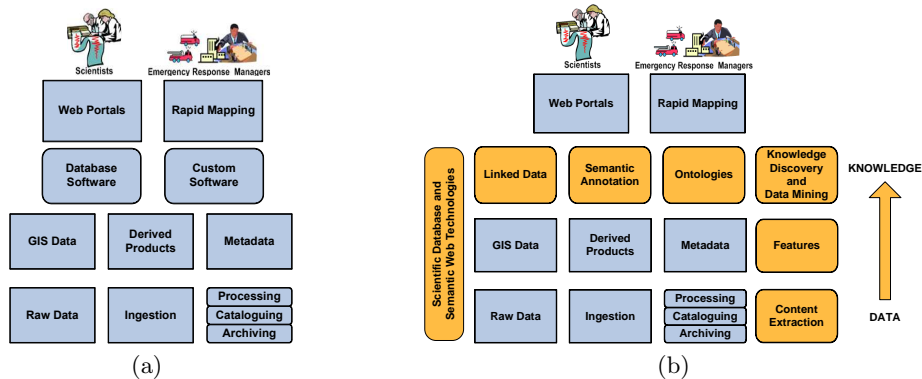 Scientists
Emergency Response Managers
Web Portals
Rapid Mapping
Database
Software
Custom
Software
GIS Data
Derived
Products
Metadata
Raw Data
Ingestion
Processing
Cataloguing
Archiving
(a)
Scientists
Emergency Response Managers
Web Portals
Rapid Mapping
Scientific Database and
Semantic Web Technologies
Linked Data
Semantic
Annotation
Ontologies
Knowledge
Discovery
and
Data Mining
KNOWLEDGE
GIS Data
Derived
Products
Metadata
Features
Raw Data
Ingestion
Processing
Cataloguing
Archiving
Content
Extraction
DATA
(b)